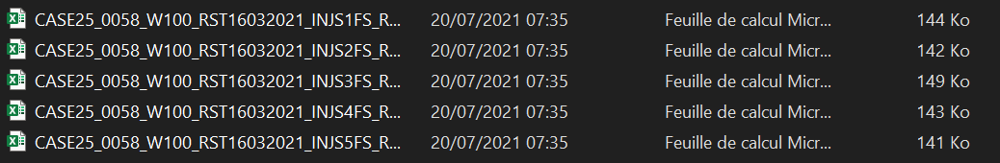 CASE25_0058_W100_RST16032021_INJS1FS_R... 20/07/2021 07:35 Feuille de calcul Micr... 144 Ko
CASE25_0058_W100_RST16032021_INJS2FS_R... 20/07/2021 07:35 Feuille de calcul Micr... 142 Ko
CASE25_0058_W100_RST16032021_INJS3FS_R... 20/07/2021 07:35 Feuille de calcul Micr... 149 Ko
CASE25_0058_W100_RST16032021_INJS4FS_R... 20/07/2021 07:35 Feuille de calcul Micr... 143 Ko
CASE25_0058_W100_RST16032021_INJS5FS_R... 20/07/2021 07:35 Feuille de calcul Micr... 141 Ko